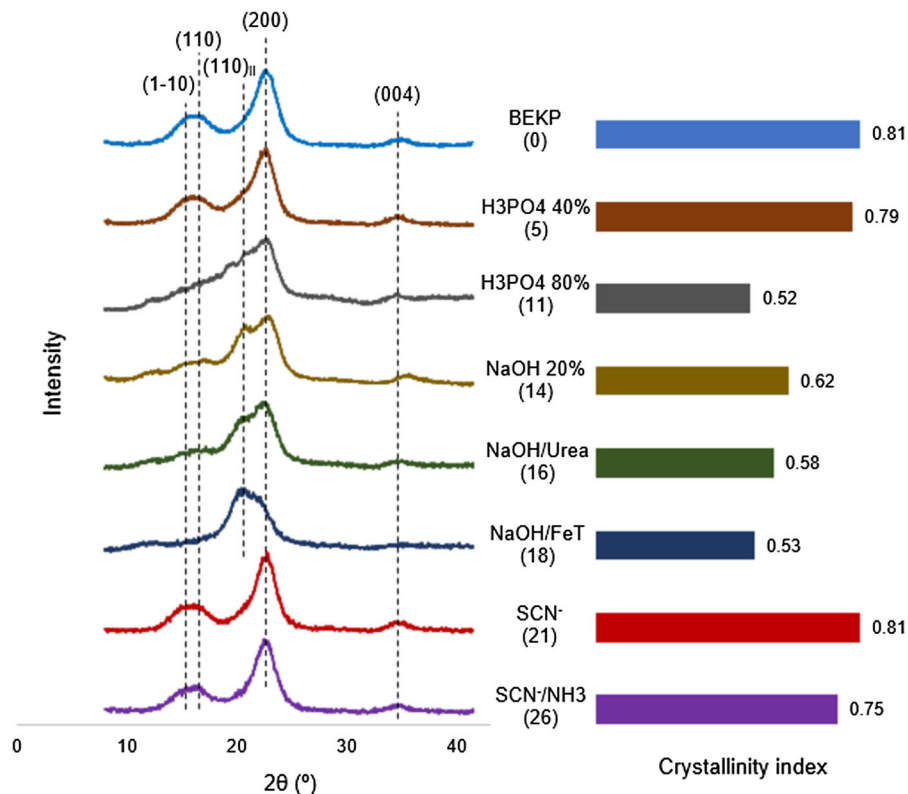 (200)
(110)
(110)II
(1-10)
(004)
BEKP
(0)
0.81
H3PO4 40%
(5)
0.79
H3PO4 80%
(11)
0.52
NaOH 20%
(14)
0.62
NaOH/Urea
(16)
0.58
NaOH/FeT
(18)
0.53
SCN-
(21)
0.81
SCN-/NH3
(26)
0.75
Intensity
0 10 20 30 40
2θ (º)
Crystallinity index